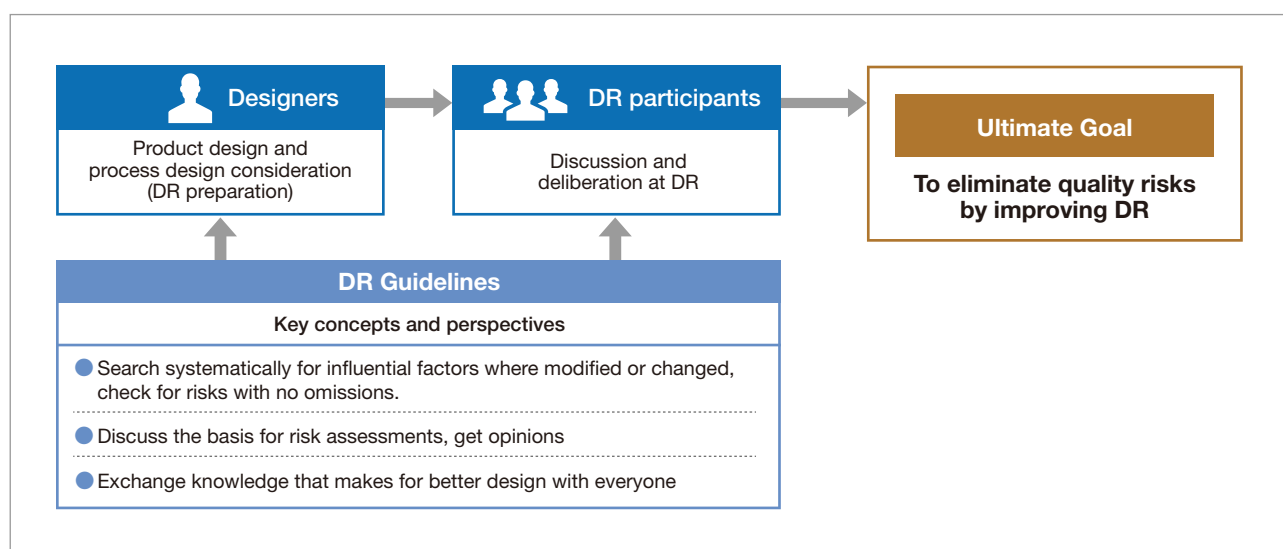 Designers
Product design and
process design consideration
(DR preparation)
DR participants
Discussion and
deliberation at DR
Ultimate Goal
To eliminate quality risks
by improving DR
DR Guidelines
Key concepts and perspectives
Search systematically for influential factors where modified or changed,
check for risks with no omissions.
Discuss the basis for risk assessments, get opinions
Exchange knowledge that makes for better design with everyone